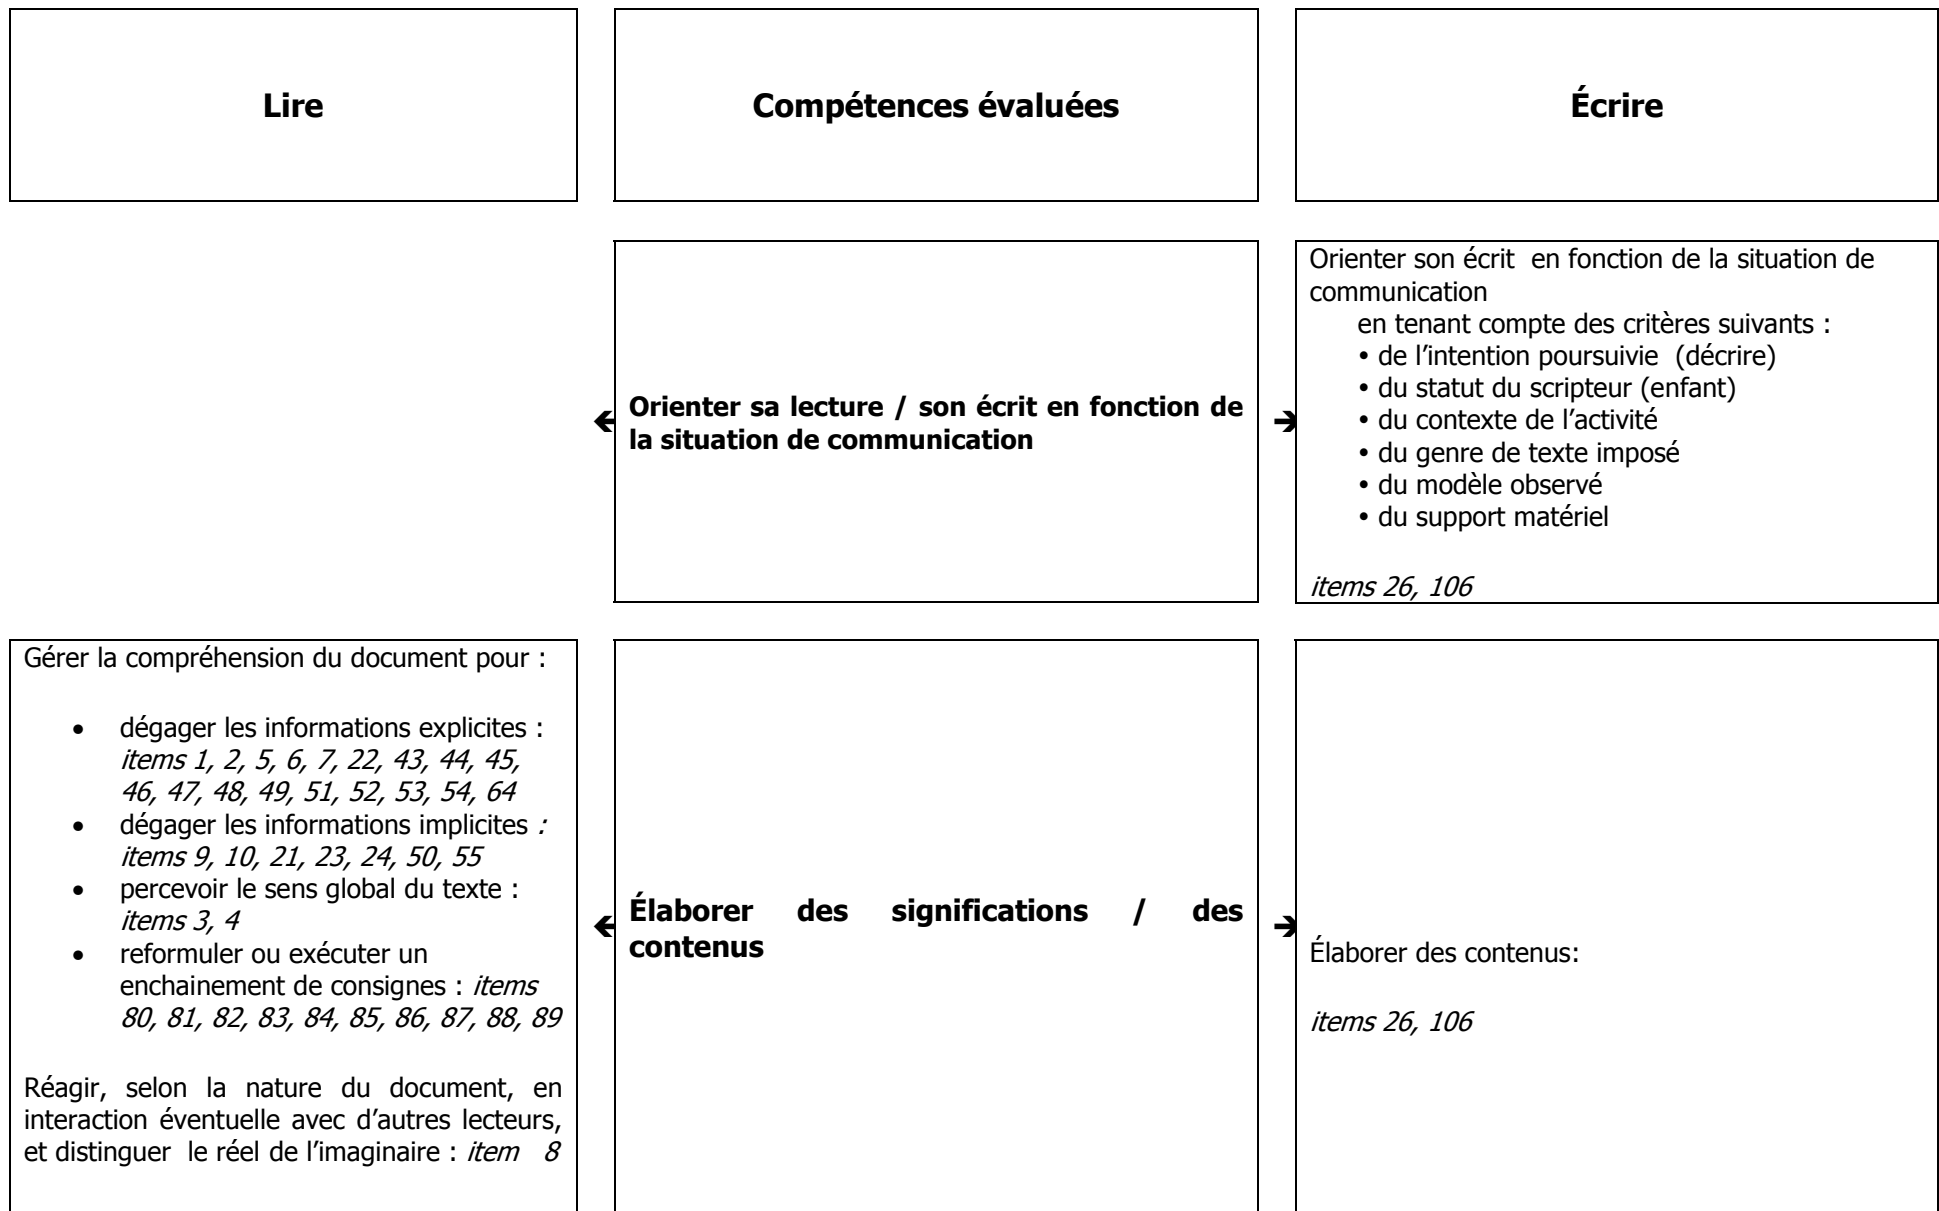 Lire
Compétences évaluées
Écrire
Orienter sa lecture / son écrit en fonction de
la situation de communication
Orienter son écrit en fonction de la situation de
communication
en tenant compte des critères suivants :
• de l'intention poursuivie (décrire)
• du statut du scripteur (enfant)
• du contexte de l'activité
• du genre de texte imposé
• du modèle observé
• du support matériel
items 26, 106
Gérer la compréhension du document pour :
• dégager les informations explicites :
items 1, 2, 5, 6, 7, 22, 43, 44, 45,
46, 47, 48, 49, 51, 52, 53, 54, 64
• dégager les informations implicites :
items 9, 10, 21, 23, 24, 50, 55
• percevoir le sens global du texte :
items 3, 4
• reformuler ou exécuter un
enchainement de consignes : items
80, 81, 82, 83, 84, 85, 86, 87, 88, 89
Réagir, selon la nature du document, en
interaction éventuelle avec d'autres lecteurs,
et distinguer le réel de l'imaginaire : item 8
Élaborer des significations / des
contenus
Élaborer des contenus:
items 26, 106